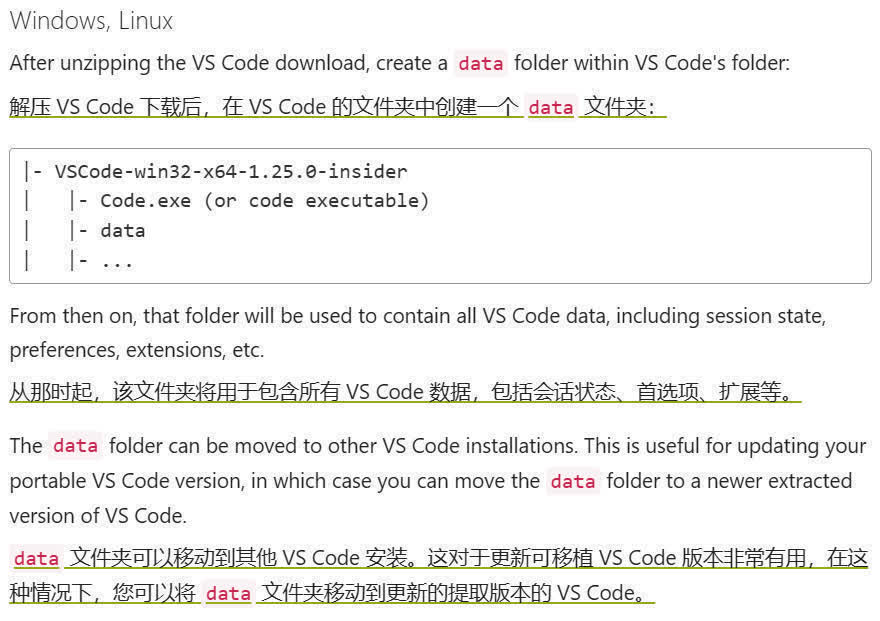 Windows, Linux
After unzipping the VS Code download, create a data folder within VS Code's folder:
解压 VS Code 下载后，在 VS Code 的文件夹中创建一个 data 文件夹：
|- VSCode-win32-x64-1.25.0-insider
|   |- Code.exe (or code executable)
|   |- data
|   |- ...
From then on, that folder will be used to contain all VS Code data, including session state,
preferences, extensions, etc.
从那时起，该文件夹将用于包含所有 VS Code 数据，包括会话状态、首选项、扩展等。
The data folder can be moved to other VS Code installations. This is useful for updating your
portable VS Code version, in which case you can move the data folder to a newer extracted
version of VS Code.
data 文件夹可以移动到其他 VS Code 安装。这对于更新可移植 VS Code 版本非常有用，在这
种情况下，您可以将 data 文件夹移动到更新的提取版本的 VS Code。